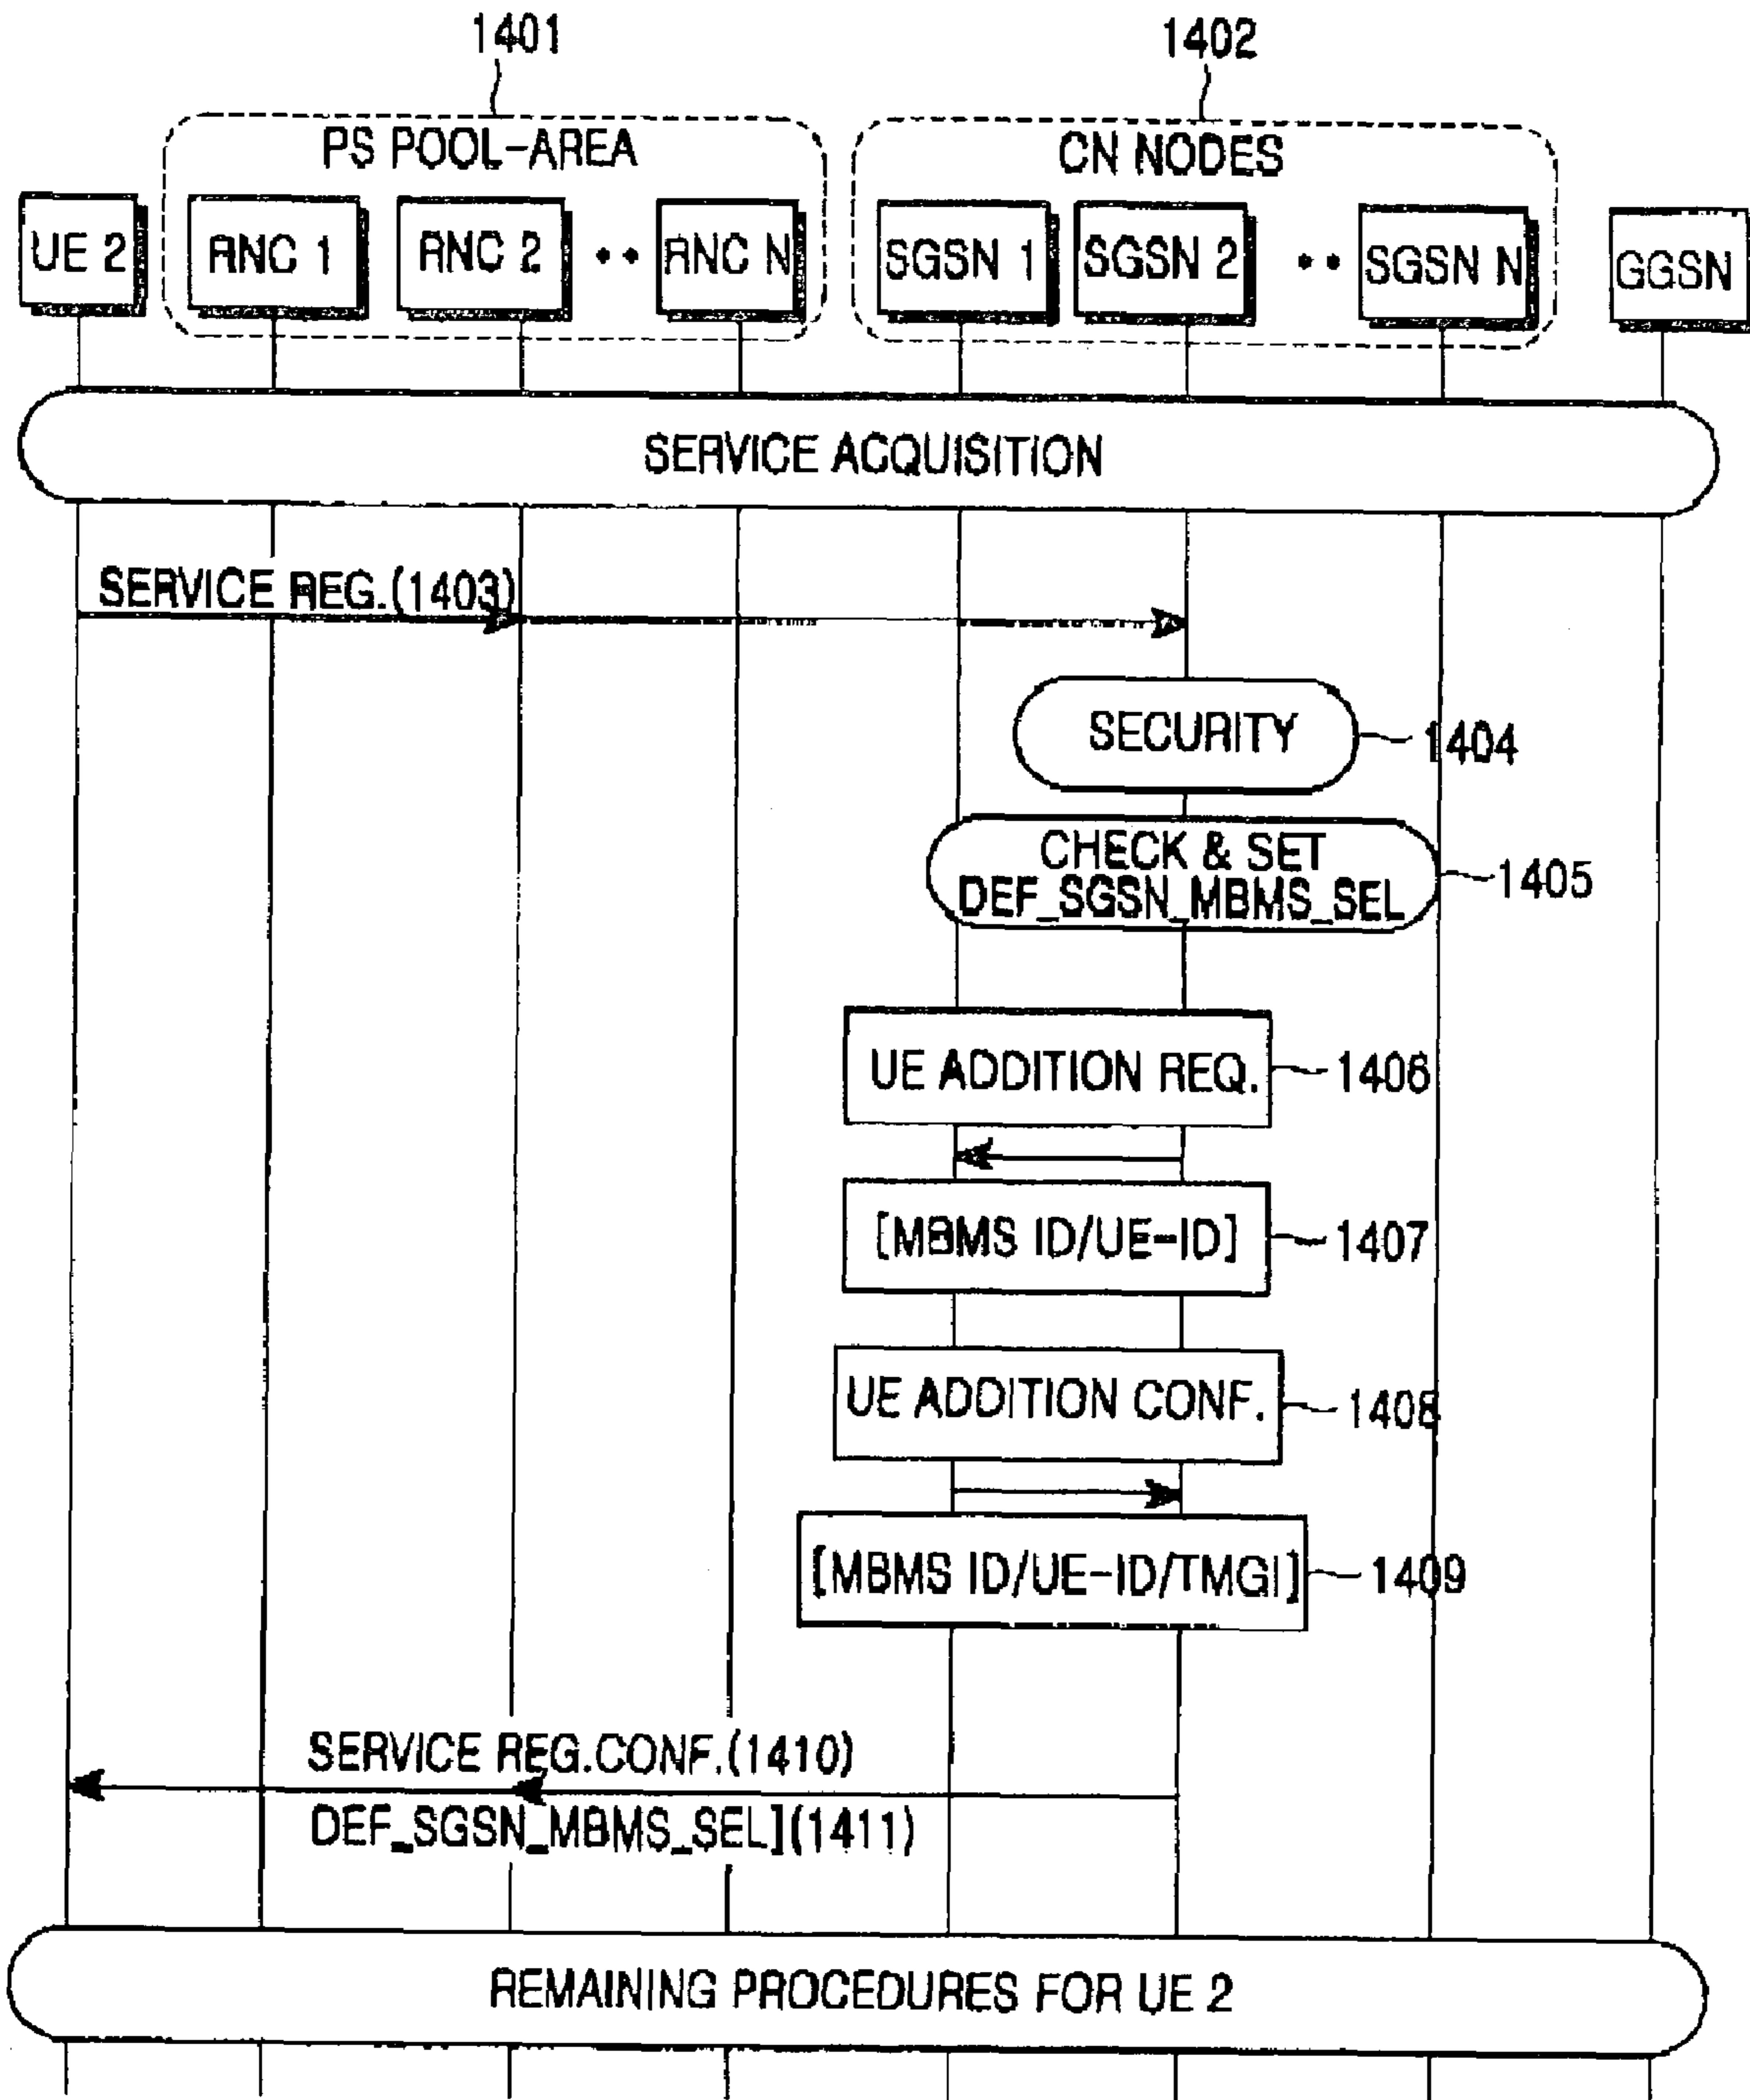 1401
1402
PS POOL-AREA
CN NODES
UE 2
RNC 1
RNC 2
••
RNC N
SGSN 1
SGSN 2
••
SGSN N
GGSN
SERVICE ACQUISITION
SERVICE REG.(1403)
SECURITY
1404
CHECK & SET
DEF_SGSN_MBMS_SEL
1405
UE ADDITION REQ.
1406
[MBMS ID/UE-ID]
1407
UE ADDITION CONF.
1408
[MBMS ID/UE-ID/TMGI]
1409
SERVICE REG.CONF.(1410)
DEF_SGSN_MBMS_SEL](1411)
REMAINING PROCEDURES FOR UE 2